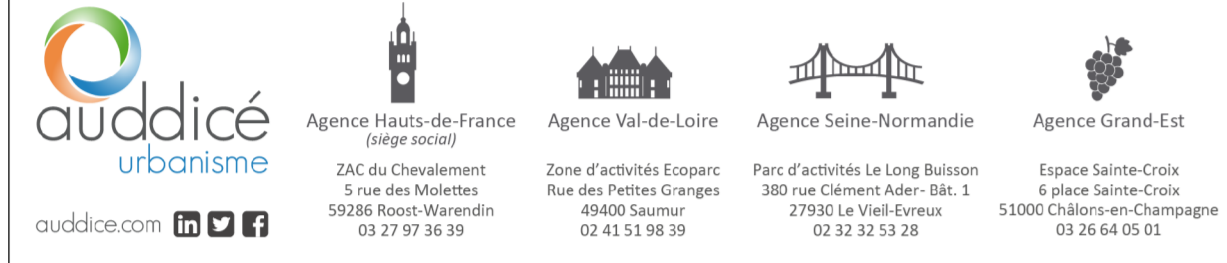 auddicé
urbanisme
auddice.com
Agence Hauts-de-France
(siège social)
ZAC du Chevalement
5 rue des Molettes
59286 Roost-Warendin
03 27 97 36 39
Agence Val-de-Loire
Zone d'activités Ecoparc
Rue des Petites Granges
49400 Saumur
02 41 51 98 39
Agence Seine-Normandie
Parc d'activités Le Long Buisson
380 rue Clément Ader- Bât. 1
27930 Le Vieil-Evreux
02 32 32 53 28
Agence Grand-Est
Espace Sainte-Croix
6 place Sainte-Croix
51000 Châlons-en-Champagne
03 26 64 05 01